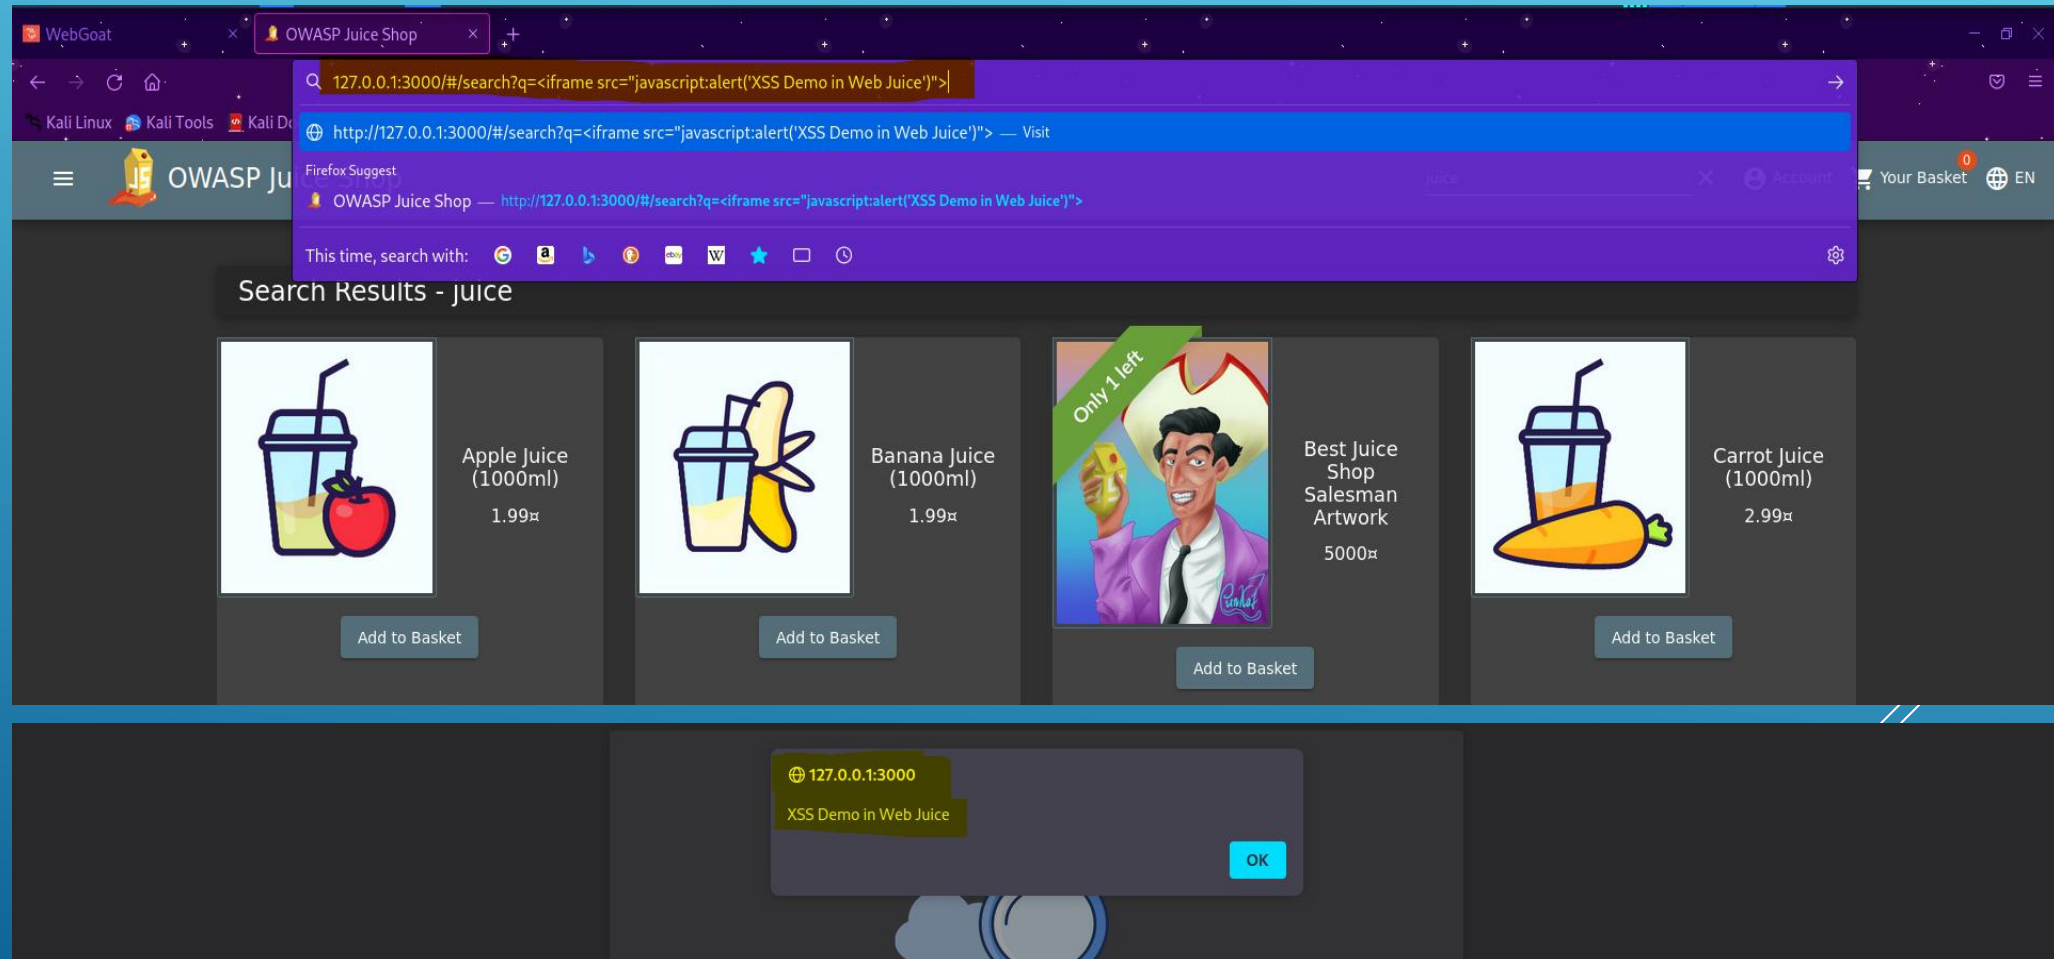 WebGoat
OWASP Juice Shop
127.0.0.1:3000/#/search?q=<iframe src="javascript:alert('XSS Demo in Web Juice')">
Kali Linux Kali Tools
http://127.0.0.1:3000/#/search?q=<iframe src="javascript:alert('XSS Demo in Web Juice')"> — Visit
Firefox Suggest
OWASP Juice Shop — http://127.0.0.1:3000/#/search?q=<iframe src="javascript:alert('XSS Demo in Web Juice')">
This time, search with:
OWASP Juice Shop
juice
Account
0
Your Basket
EN
Search Results - juice
Only 1 left
Apple Juice
(1000ml)
1.99¤
Add to Basket
Banana Juice
(1000ml)
1.99¤
Add to Basket
Best Juice
Shop
Salesman
Artwork
5000¤
Add to Basket
Carrot Juice
(1000ml)
2.99¤
Add to Basket
127.0.0.1:3000
XSS Demo in Web Juice
OK